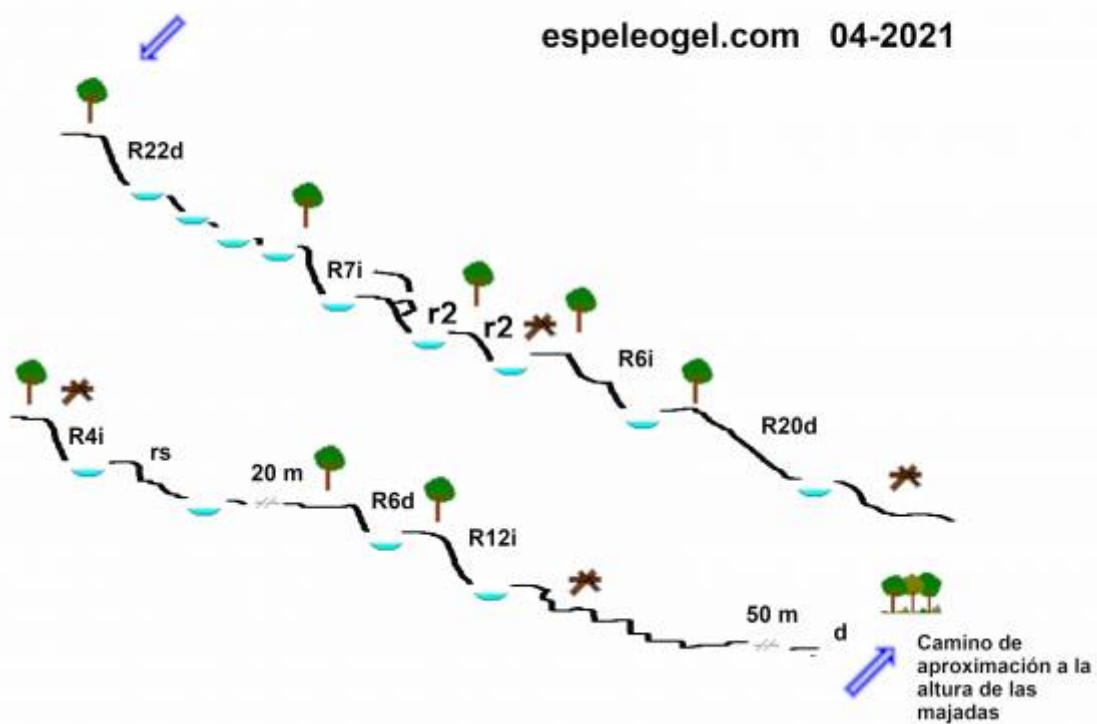 espeleogel.com 04-2021
R22d
R7i
r2
r2
R6i
R20d
R4i
rs
20 m
R6d
R12i
50 m
d
Camino de
aproximación a la
altura de las
majadas